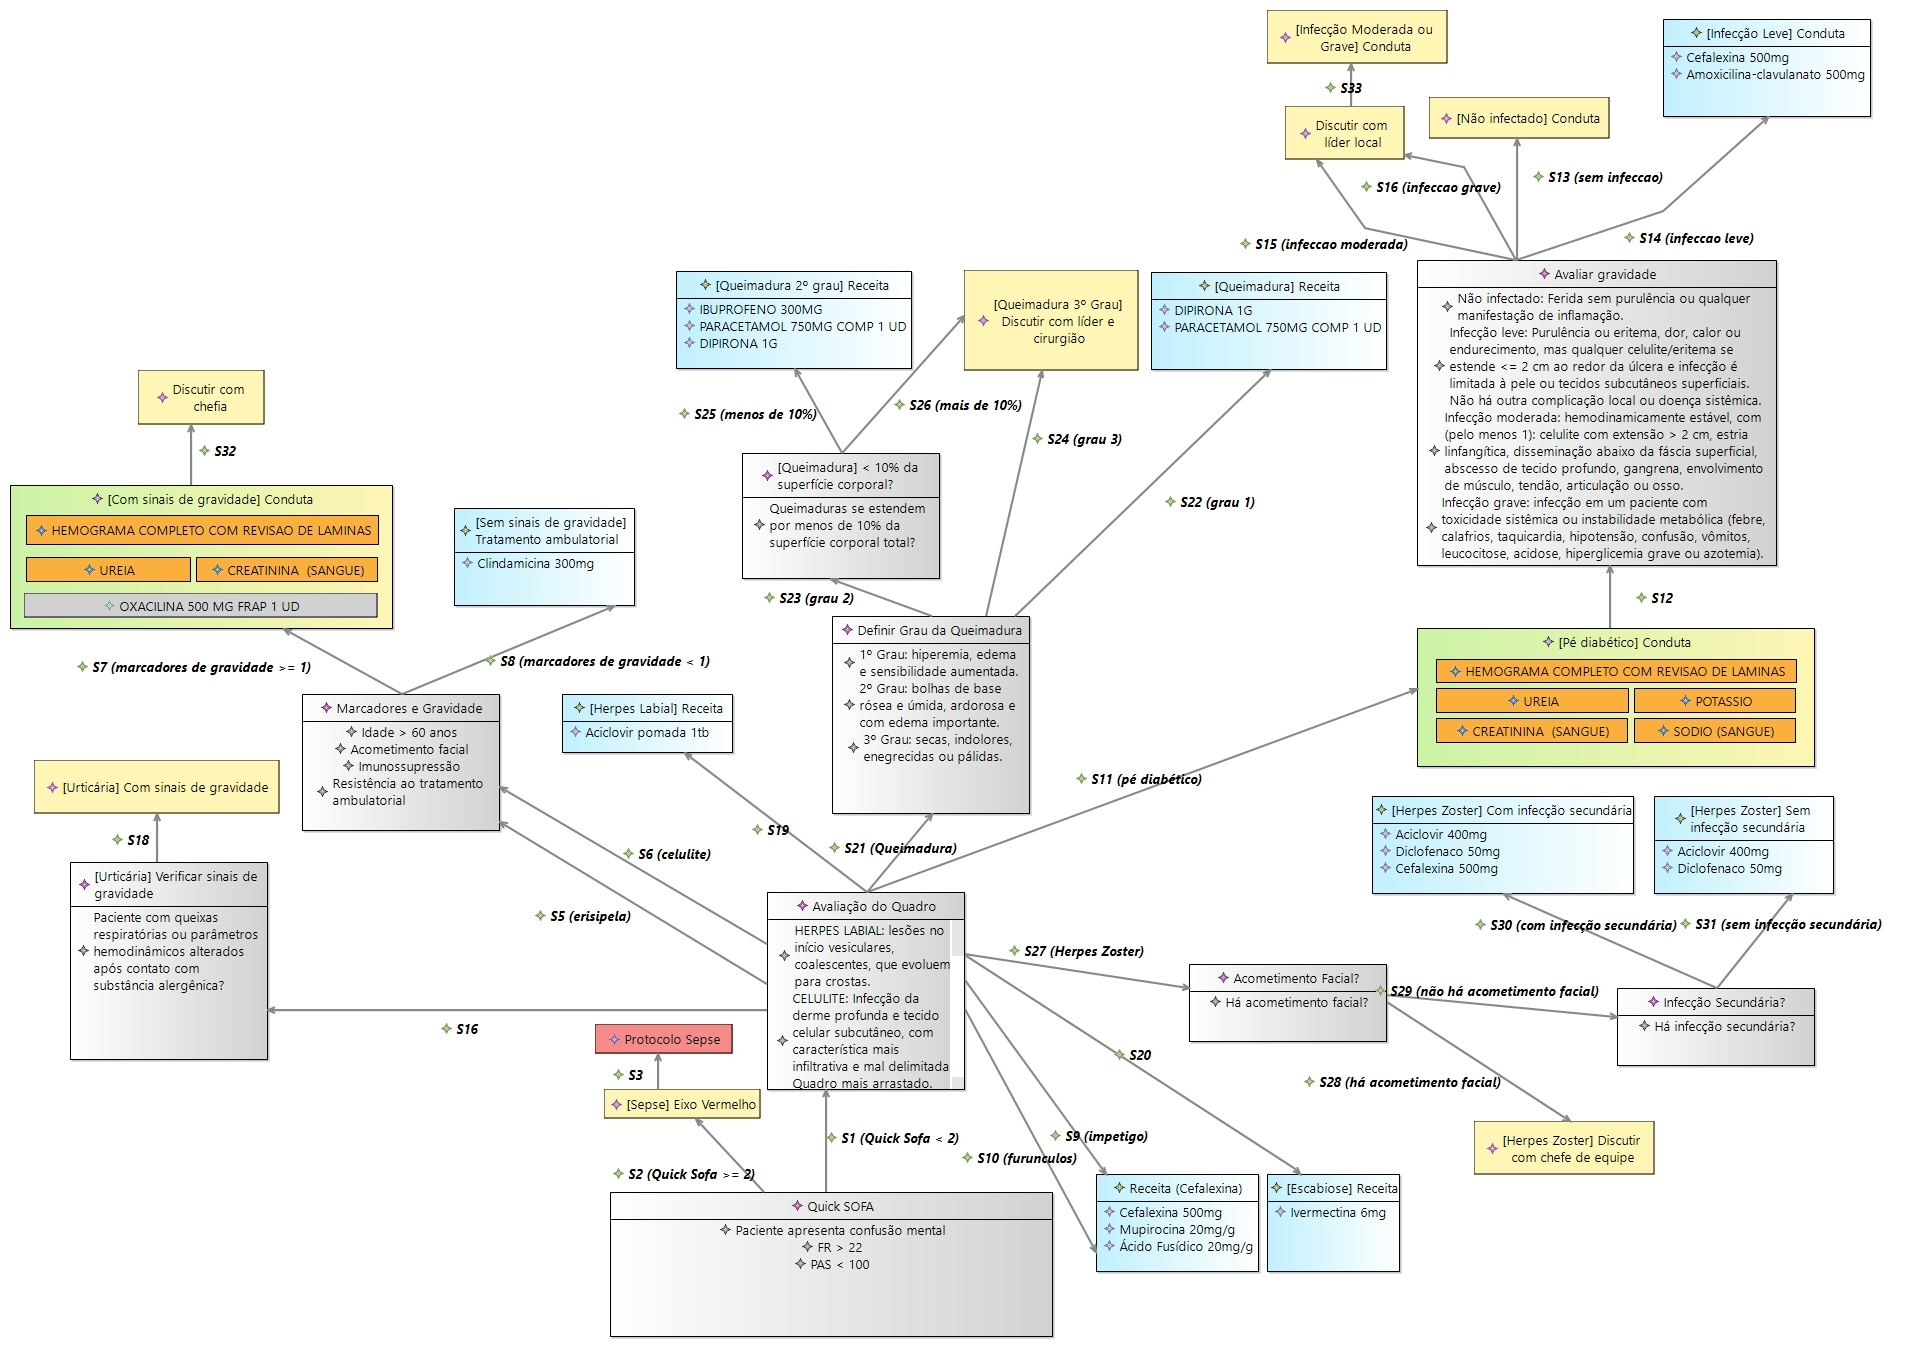 [Infecção Moderada ou
Grave] Conduta
[Infecção Leve] Conduta
Cefalexina 500mg
Amoxicilina-clavulanato 500mg
S33
Discutir com
líder local
[Não infectado] Conduta
S16 (infeccao grave)
S13 (sem infeccao)
S15 (infeccao moderada)
S14 (infeccao leve)
Avaliar gravidade
Não infectado: Ferida sem purulência ou qualquer
manifestação de inflamação.
Infecção leve: Purulência ou eritema, dor, calor ou
endurecimento, mas qualquer celulite/eritema se
estende <= 2 cm ao redor da úlcera e infecção é
limitada à pele ou tecidos subcutâneos superficiais.
Não há outra complicação local ou doença sistêmica.
Infecção moderada: hemodinamicamente estável, com
(pelo menos 1): celulite com extensão > 2 cm, estria
linfangítica, disseminação abaixo da fáscia superficial,
abscesso de tecido profundo, gangrena, envolvimento
de músculo, tendão, articulação ou osso.
Infecção grave: infecção em um paciente com
toxicidade sistêmica ou instabilidade metabólica (febre,
calafrios, taquicardia, hipotensão, confusão, vômitos,
leucocitose, acidose, hiperglicemia grave ou azotemia).
[Queimadura 2º grau] Receita
IBUPROFENO 300MG
PARACETAMOL 750MG COMP 1 UD
DIPIRONA 1G
[Queimadura 3º Grau]
Discutir com líder e
cirurgião
[Queimadura] Receita
DIPIRONA 1G
PARACETAMOL 750MG COMP 1 UD
S25 (menos de 10%)
S26 (mais de 10%)
S24 (grau 3)
S22 (grau 1)
Discutir com
chefia
S32
[Com sinais de gravidade] Conduta
HEMOGRAMA COMPLETO COM REVISAO DE LAMINAS
UREIA
CREATININA (SANGUE)
OXACILINA 500 MG FRAP 1 UD
[Sem sinais de gravidade]
Tratamento ambulatorial
Clindamicina 300mg
[Queimadura] < 10% da
superfície corporal?
Queimaduras se estendem
por menos de 10% da
superfície corporal total?
S23 (grau 2)
S12
S7 (marcadores de gravidade >= 1)
S8 (marcadores de gravidade < 1)
Definir Grau da Queimadura
1º Grau: hiperemia, edema
e sensibilidade aumentada.
2º Grau: bolhas de base
rósea e úmida, ardorosa e
com edema importante.
3º Grau: secas, indolores,
enegrecidas ou pálidas.
[Pé diabético] Conduta
HEMOGRAMA COMPLETO COM REVISAO DE LAMINAS
UREIA
POTASSIO
CREATININA (SANGUE)
SODIO (SANGUE)
Marcadores e Gravidade
Idade > 60 anos
Acometimento facial
Imunossupressão
Resistência ao tratamento
ambulatorial
[Herpes Labial] Receita
Aciclovir pomada 1tb
[Urticária] Com sinais de gravidade
S18
S19
S21 (Queimadura)
S11 (pé diabético)
S6 (celulite)
S5 (erisipela)
[Herpes Zoster] Com infecção secundária
Aciclovir 400mg
Diclofenaco 50mg
Cefalexina 500mg
[Herpes Zoster] Sem
infecção secundária
Aciclovir 400mg
Diclofenaco 50mg
[Urticária] Verificar sinais de
gravidade
Paciente com queixas
respiratórias ou parâmetros
hemodinâmicos alterados
após contato com
substância alergênica?
S16
Avaliação do Quadro
HERPES LABIAL: lesões no
início vesiculares,
coalescentes, que evoluem
para crostas.
CELULITE: Infecção da
derme profunda e tecido
celular subcutâneo, com
característica mais
infiltrativa e mal delimitada
Quadro mais arrastado.
S30 (com infecção secundária)
S31 (sem infecção secundária)
S27 (Herpes Zoster)
Acometimento Facial?
Há acometimento facial?
S29 (não há acometimento facial)
Infecção Secundária?
Há infecção secundária?
S20
S28 (há acometimento facial)
Protocolo Sepse
S3
[Sepse] Eixo Vermelho
S1 (Quick Sofa < 2)
S2 (Quick Sofa >= 2)
S9 (impetigo)
S10 (furunculos)
[Herpes Zoster] Discutir
com chefe de equipe
Quick SOFA
Paciente apresenta confusão mental
FR > 22
PAS < 100
Receita (Cefalexina)
Cefalexina 500mg
Mupirocina 20mg/g
Ácido Fusídico 20mg/g
[Escabiose] Receita
Ivermectina 6mg